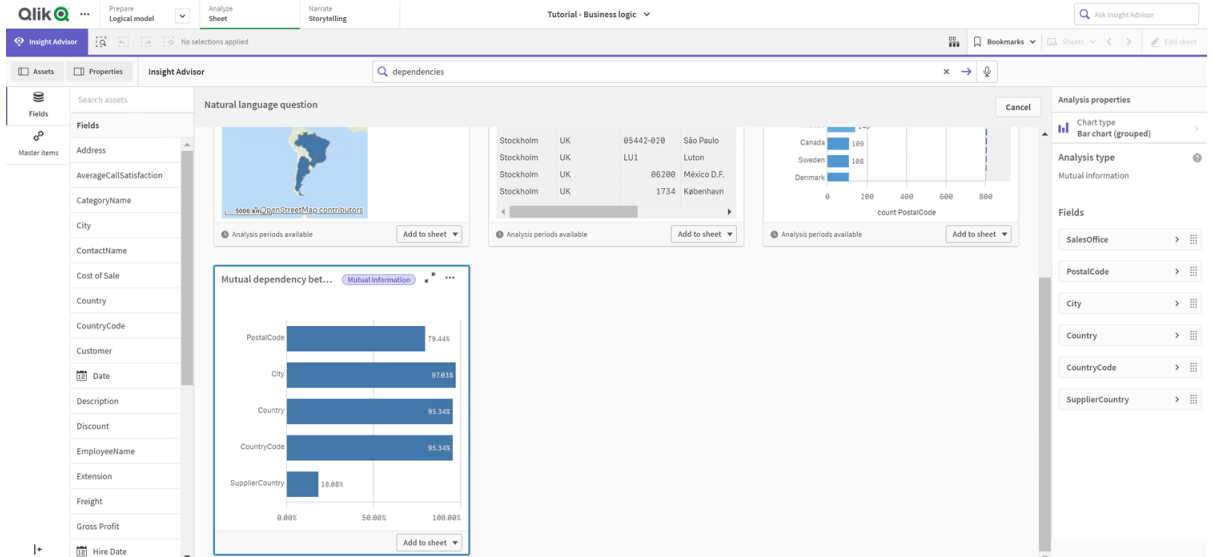 Qlik
Prepare
Logical model
Analyze
Sheet
Narrate
Storytelling
Tutorial - Business logic
Ask Insight Advisor
Insight Advisor
No selections applied
Bookmarks
Sheets
Edit sheet
Assets
Properties
Insight Advisor
dependencies
Fields
Master items
Search assets
Fields
Address
AverageCallSatisfaction
CategoryName
City
ContactName
Cost of Sale
Country
CountryCode
Customer
Date
Description
Discount
EmployeeName
Extension
Freight
Gross Profit
Hire Date
Natural language question
Cancel
5000 km
OpenStreetMap contributors
Analysis periods available
Add to sheet
Stockholm UK 05442-020 São Paulo
Stockholm UK LU1 Luton
Stockholm UK 06200 México D.F.
Stockholm UK 1734 København
Analysis periods available
Add to sheet
Canada 109
Sweden 108
Denmark
0 200 400 600 800
count PostalCode
Analysis periods available
Add to sheet
Mutual dependency bet...
Mutual information
PostalCode 79.44%
City 97.03%
Country 95.34%
CountryCode 95.34%
SupplierCountry 18.08%
0.00% 50.00% 100.00%
Add to sheet
Analysis properties
Chart type
Bar chart (grouped)
Analysis type
Mutual information
Fields
SalesOffice
PostalCode
City
Country
CountryCode
SupplierCountry